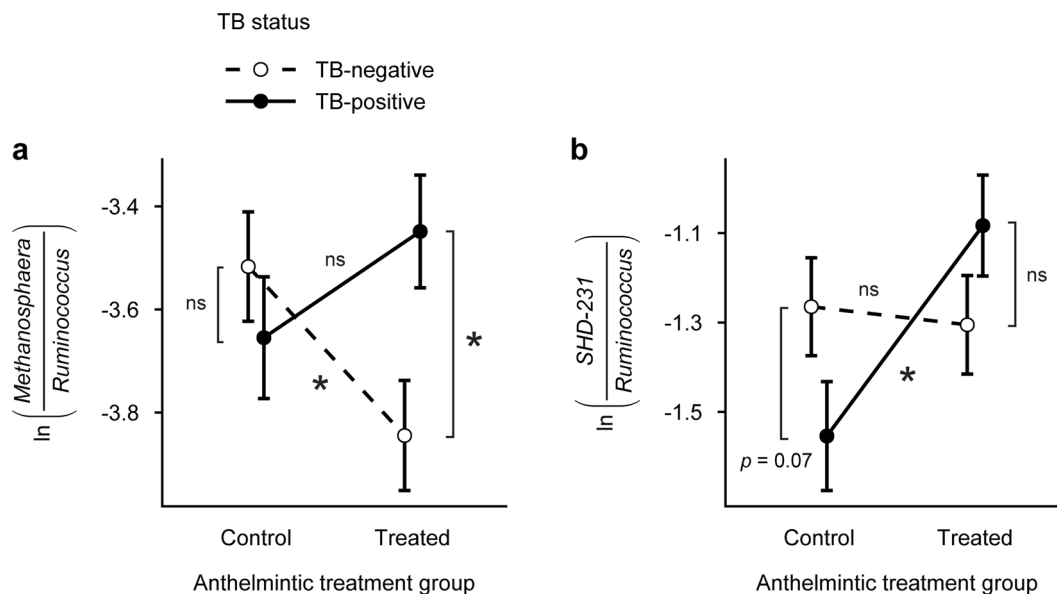 TB status
TB-negative
TB-positive
a
ln (Methanosphaera / Ruminococcus)
-3.4
-3.6
-3.8
ns
ns
*
*
Control
Treated
Anthelmintic treatment group
b
ln (SHD-231 / Ruminococcus)
-1.1
-1.3
-1.5
ns
ns
*
p = 0.07
Control
Treated
Anthelmintic treatment group